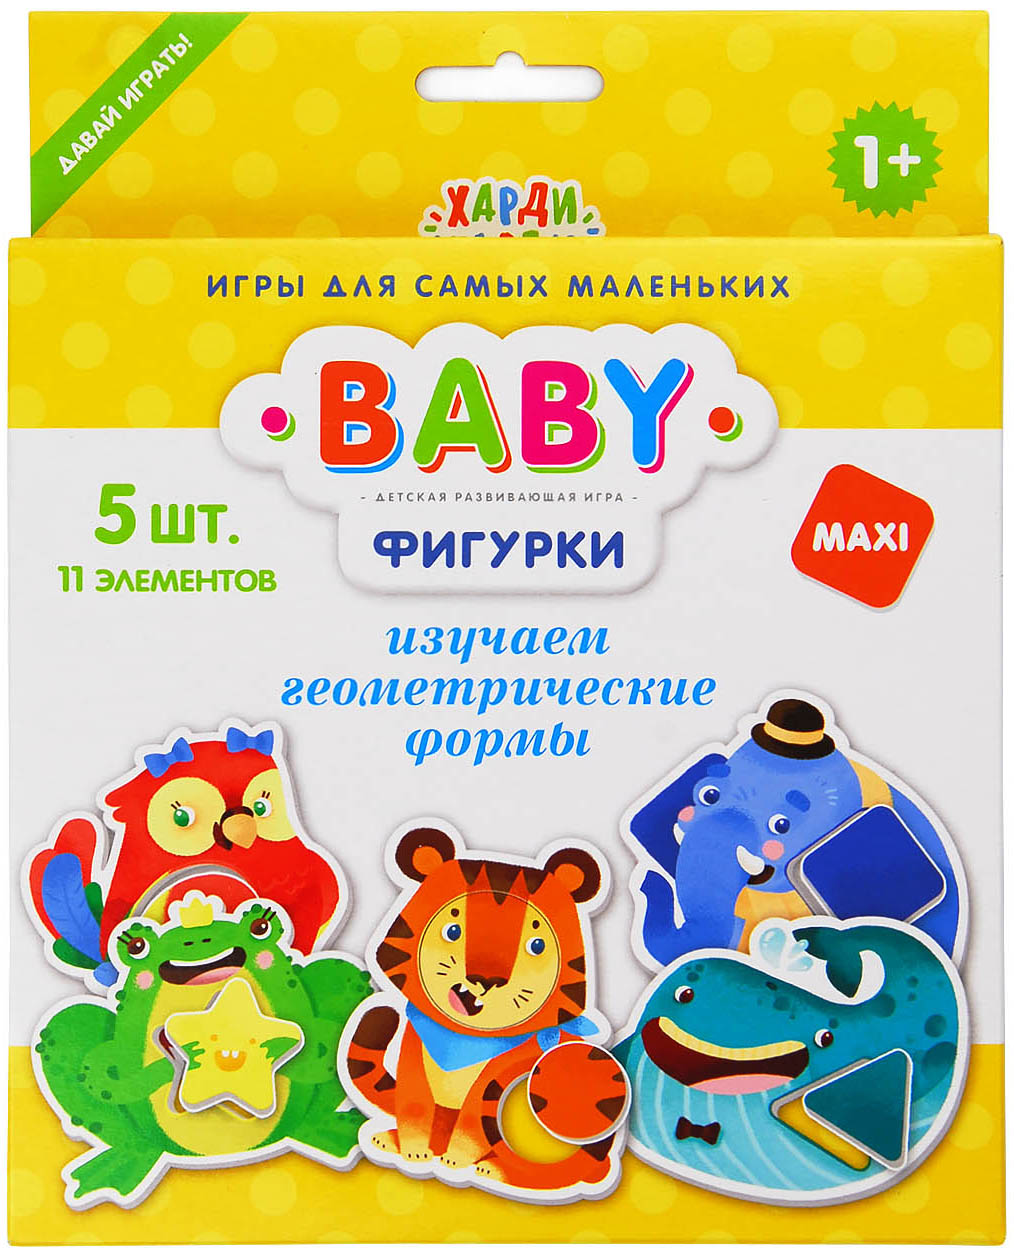 ДАВАЙ ИГРАТЬ!
1+
ХАРДИ
ИГРЫ ДЛЯ САМЫХ МАЛЕНЬКИХ
BABY
- ДЕТСКАЯ РАЗВИВАЮЩАЯ ИГРА -
ФИГУРКИ
5 ШТ.
11 ЭЛЕМЕНТОВ
MAXI
изучаем
геометрические
формы